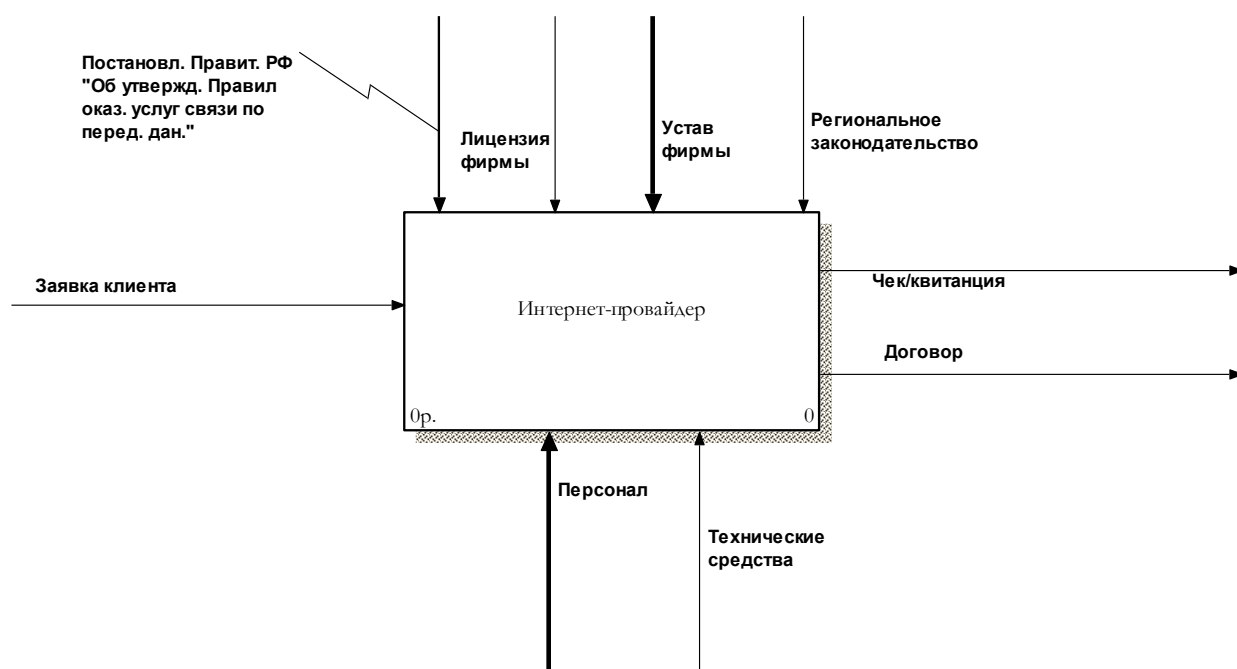 Постановл. Правит. РФ
"Об утвержд. Правил
оказ. услуг связи по
перед. дан."
Лицензия
фирмы
Устав
фирмы
Региональное
законодательство
Заявка клиента
Интернет-провайдер
Чек/квитанция
Договор
0р.
0
Персонал
Технические
средства